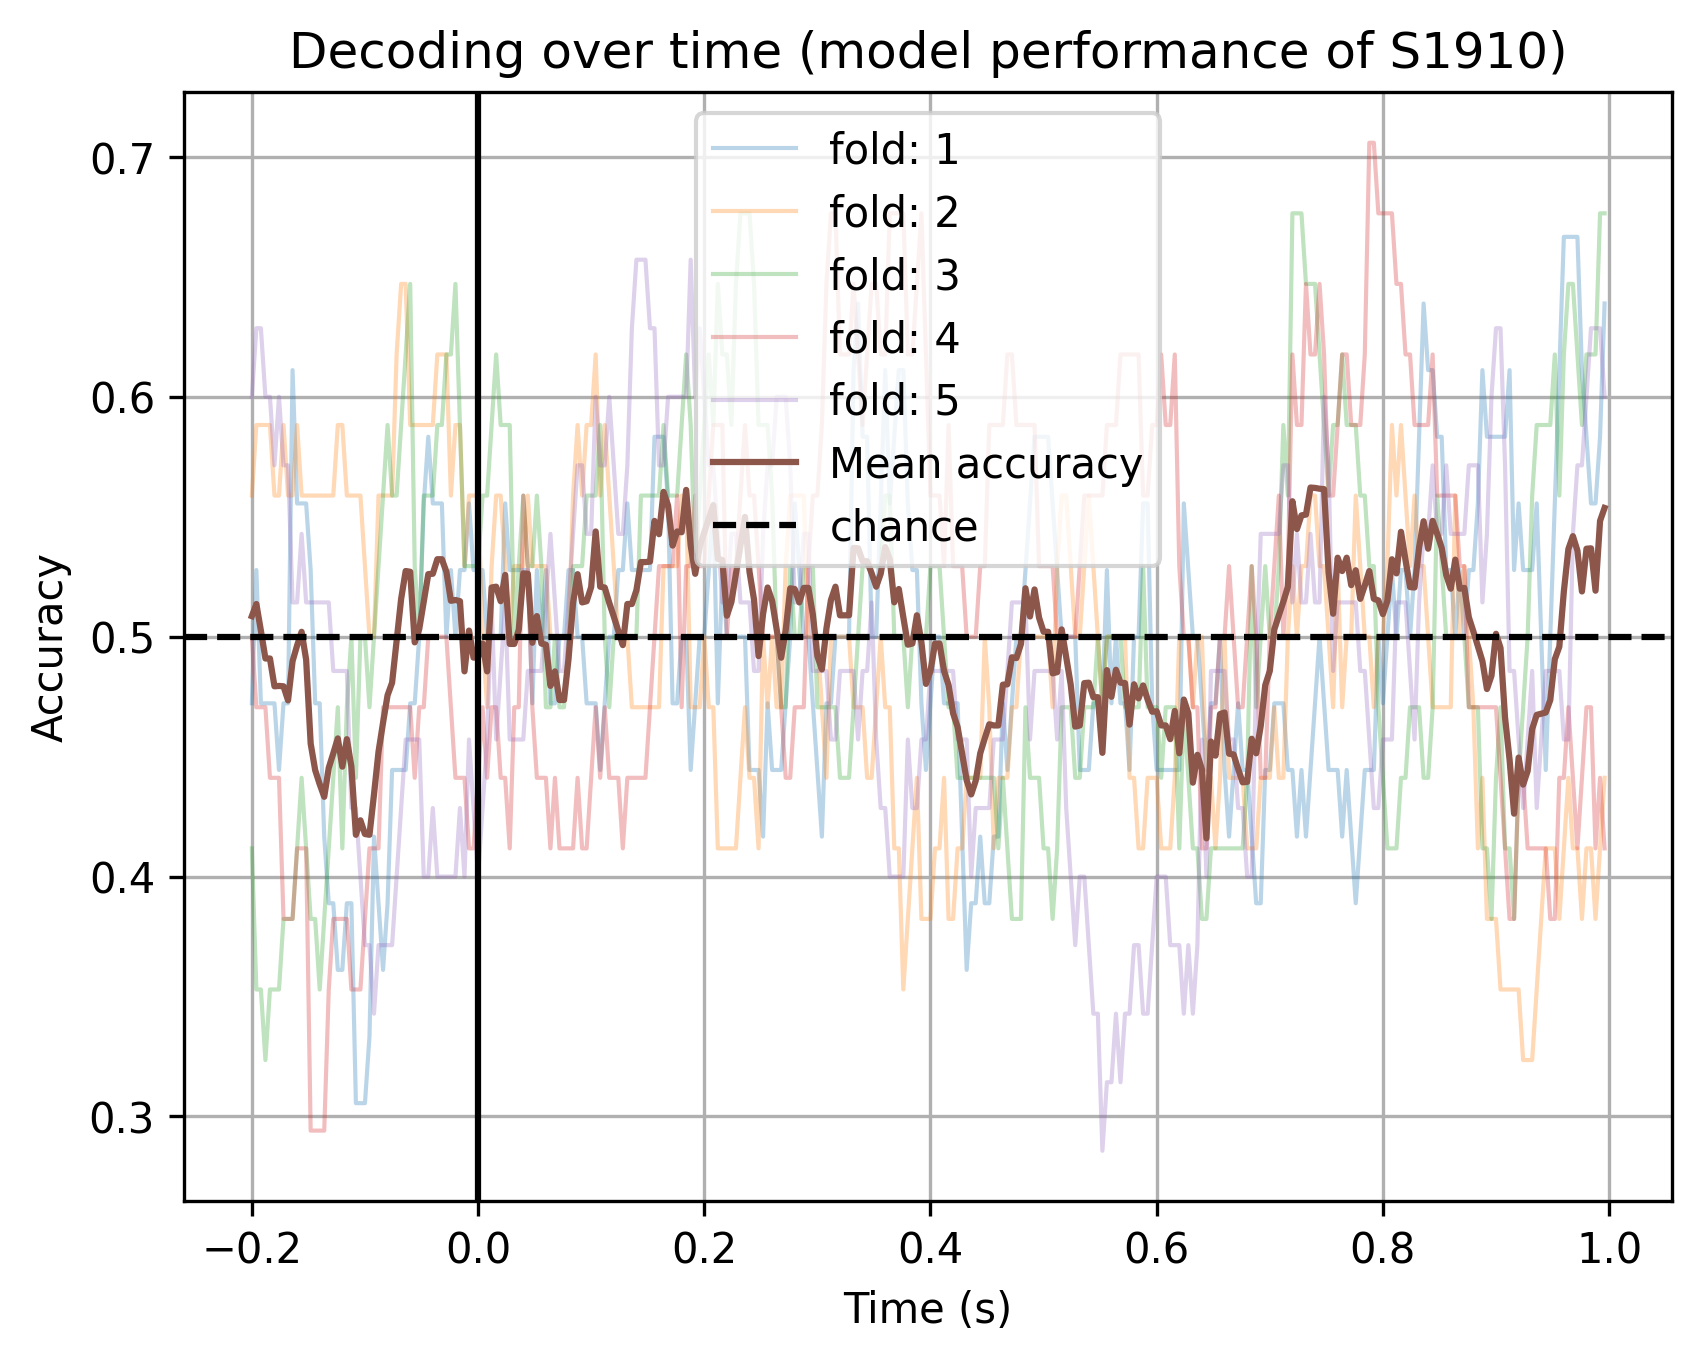 Decoding over time (model performance of S1910)
fold: 1
fold: 2
fold: 3
fold: 4
fold: 5
Mean accuracy
chance
0.7
0.6
0.5
0.4
0.3
Accuracy
−0.2 0.0 0.2 0.4 0.6 0.8 1.0
Time (s)